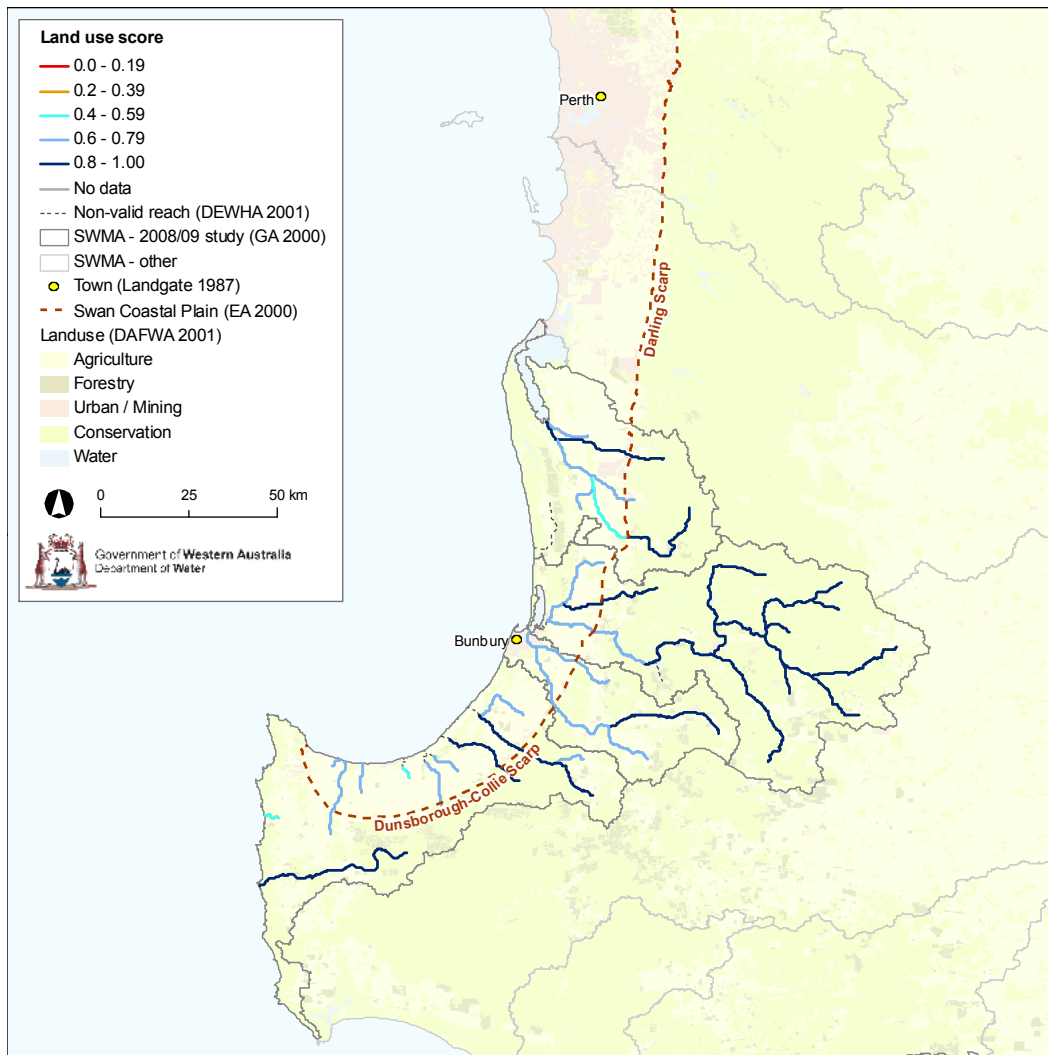 Land use score
0.0 - 0.19
0.2 - 0.39
0.4 - 0.59
0.6 - 0.79
0.8 - 1.00
No data
Non-valid reach (DEWHA 2001)
SWMA - 2008/09 study (GA 2000)
SWMA - other
Town (Landgate 1987)
Swan Coastal Plain (EA 2000)
Landuse (DAFWA 2001)
Agriculture
Forestry
Urban / Mining
Conservation
Water
0 25 50 km
Government of Western Australia
Department of Water
Perth
Darling Scarp
Bunbury
Dunsborough-Collie Scarp